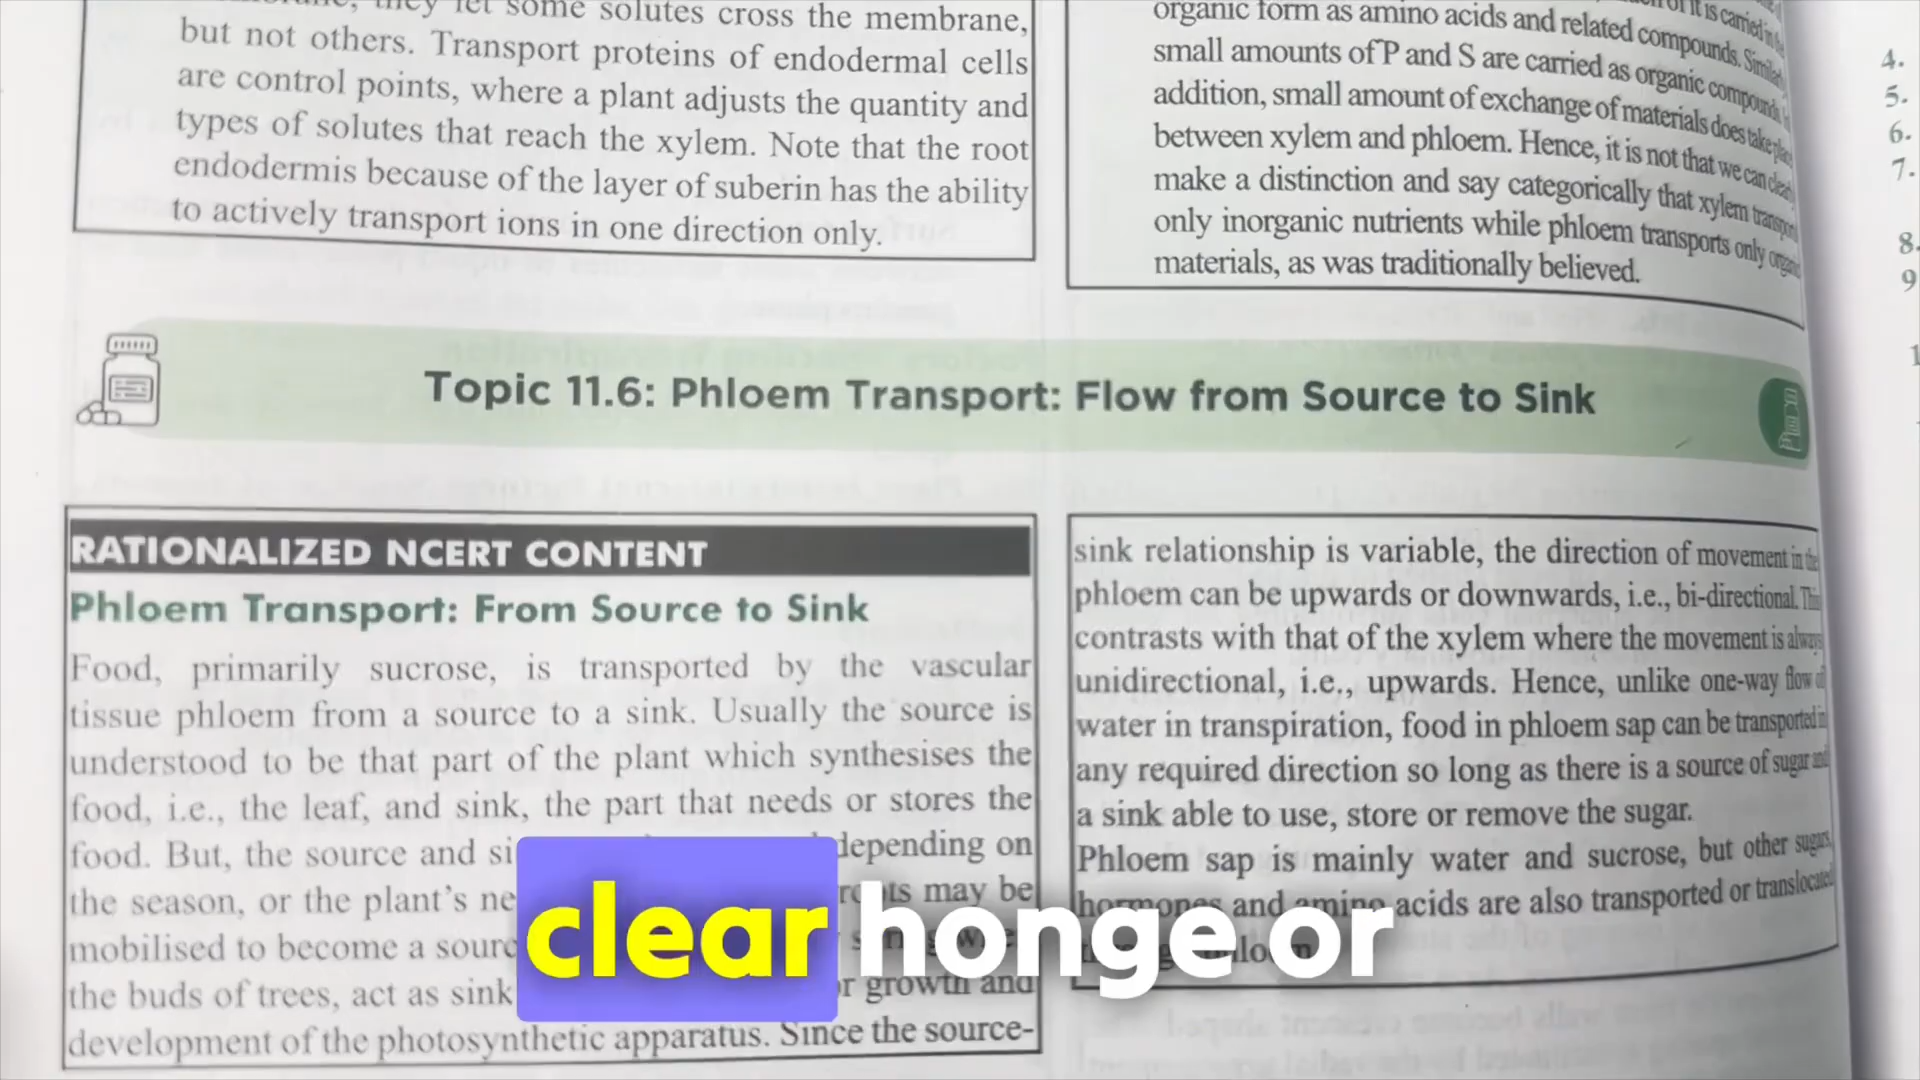 they let some solutes cross the membrane,
but not others. Transport proteins of endodermal cells
are control points, where a plant adjusts the quantity and
types of solutes that reach the xylem. Note that the root
endodermis because of the layer of suberin has the ability
to actively transport ions in one direction only.
organic form as amino acids and related compounds.
small amounts of P and S are carried as organic compounds.
addition, small amount of exchange of materials does take
between xylem and phloem. Hence, it is not that we can
make a distinction and say categorically that xylem
only inorganic nutrients while phloem transports only
materials, as was traditionally believed.
Topic 11.6: Phloem Transport: Flow from Source to Sink
RATIONALIZED NCERT CONTENT
Phloem Transport: From Source to Sink
Food, primarily sucrose, is transported by the vascular
tissue phloem from a source to a sink. Usually the source is
understood to be that part of the plant which synthesises the
food, i.e., the leaf, and sink, the part that needs or stores the
food. But, the source and depending on
the season, or the plant's may be
mobilised to become a
the buds of trees, act as sink growth and
development of the photosynthetic apparatus. Since the source-
sink relationship is variable, the direction of movement in the
phloem can be upwards or downwards, i.e., bi-directional.
contrasts with that of the xylem where the movement is always
unidirectional, i.e., upwards. Hence, unlike one-way flow of
water in transpiration, food in phloem sap can be transported in
any required direction so long as there is a source of sugar and
a sink able to use, store or remove the sugar.
Phloem sap is mainly water and sucrose, but other sugars,
hormones and amino acids are also transported or translocated
clear honge or
4.
5.
6.
7.
8.
9